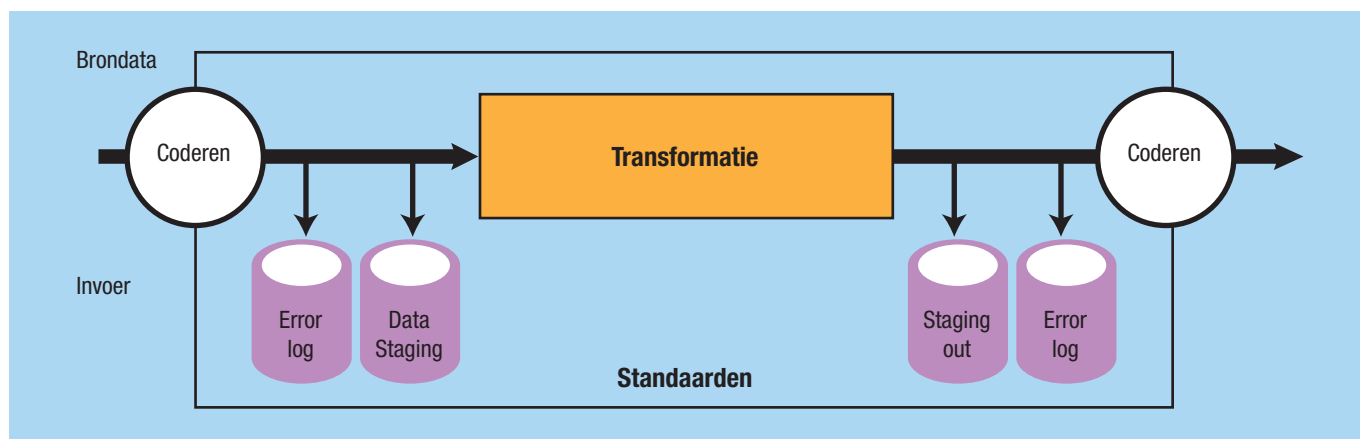 Brondata
Coderen
Transformatie
Coderen
Invoer
Error
log
Data
Staging
Staging
out
Error
log
Standaarden